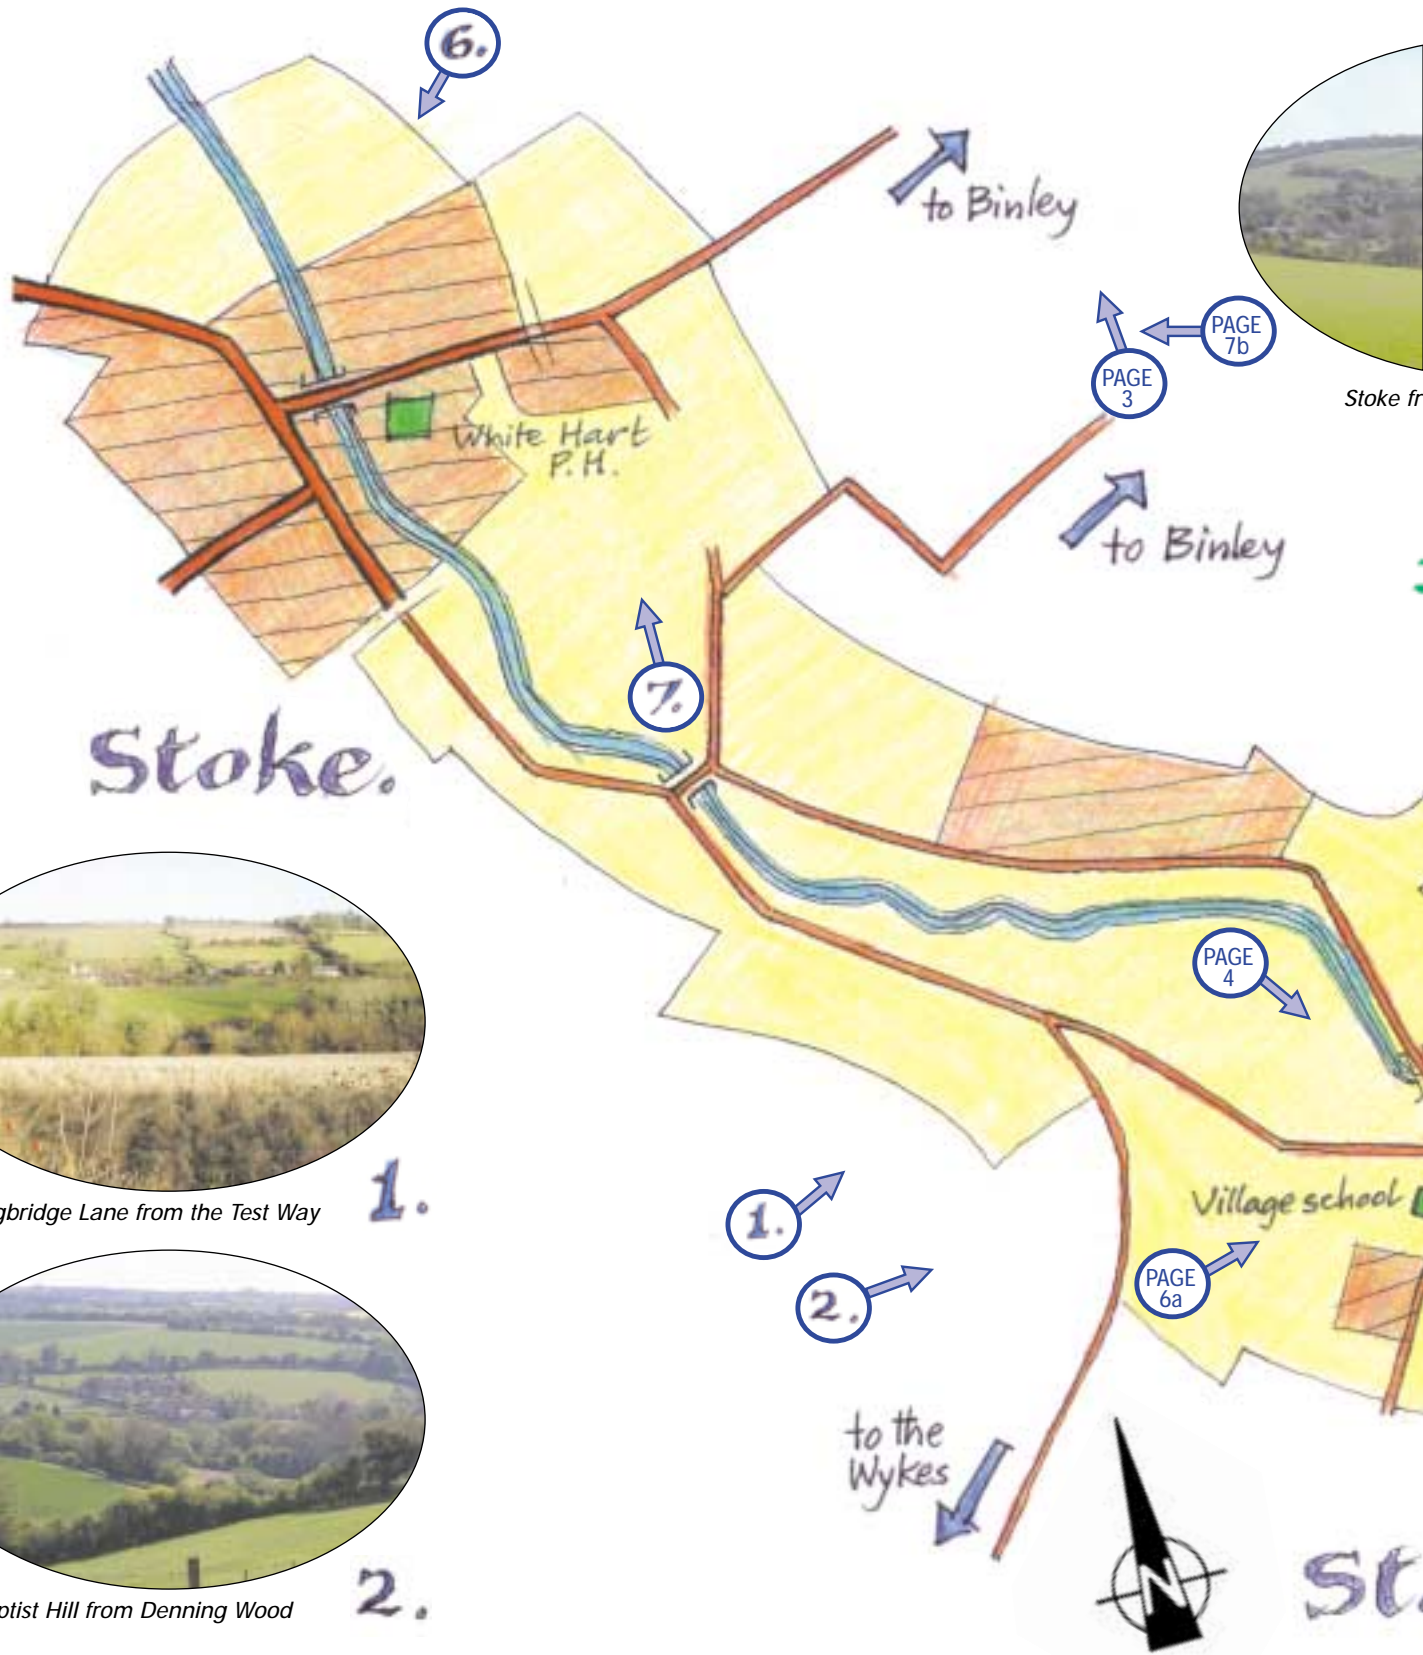 6.
to Binley
PAGE
7b
PAGE
3
Stoke fr
White Hart
P.H.
to Binley
7.
Stoke.
PAGE
4
gbridge Lane from the Test Way
1.
Village school
1.
PAGE
6a
2.
to the
Wykes
N
St.
ptist Hill from Denning Wood
2.